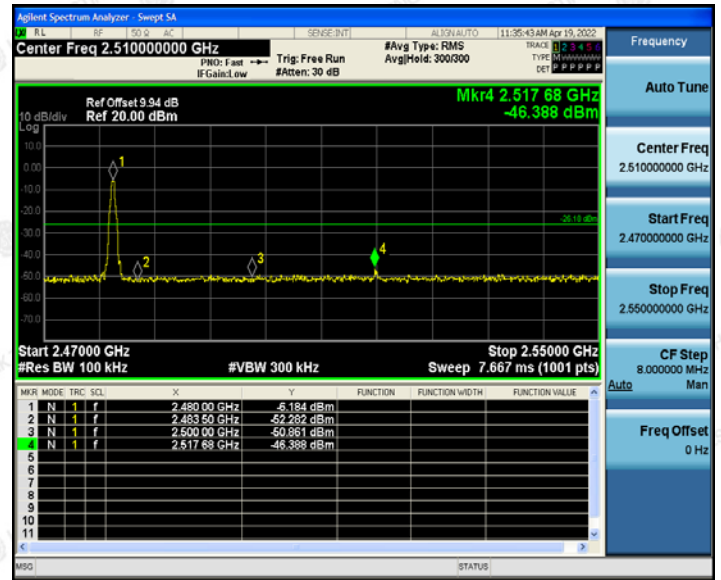 Agilent Spectrum Analyzer - Swept SA
RL RF 50 Ω AC SENSE:INT ALIGNAUTO 11:35:43 AM Apr 19, 2022
Center Freq 2.510000000 GHz #Avg Type: RMS TRACE 1 2 3 4 5 6
PNO: Fast Trig: Free Run Avg|Hold: 300/300 TYPE M
IFGain:Low #Atten: 30 dB DET P P P P P P
Ref Offset 9.94 dB Mkr4 2.517 68 GHz
10 dB/div Ref 20.00 dBm -46.388 dBm
Log
10.0
0.00
-10.0
-20.0
-30.0
-40.0
-50.0
-60.0
-70.0
1
2
3
4
-25.18 dBm
Start 2.47000 GHz Stop 2.55000 GHz
#Res BW 100 kHz #VBW 300 kHz Sweep 7.667 ms (1001 pts)
MKR MODE TRC SCL X Y FUNCTION FUNCTION WIDTH FUNCTION VALUE
1 N 1 f 2.480 00 GHz -5.184 dBm
2 N 1 f 2.483 50 GHz -52.282 dBm
3 N 1 f 2.500 00 GHz -50.861 dBm
4 N 1 f 2.517 68 GHz -46.388 dBm
5
6
7
8
9
10
11
MSG STATUS
Frequency
Auto Tune
Center Freq
2.510000000 GHz
Start Freq
2.470000000 GHz
Stop Freq
2.550000000 GHz
CF Step
8.000000 MHz
Auto Man
Freq Offset
0 Hz